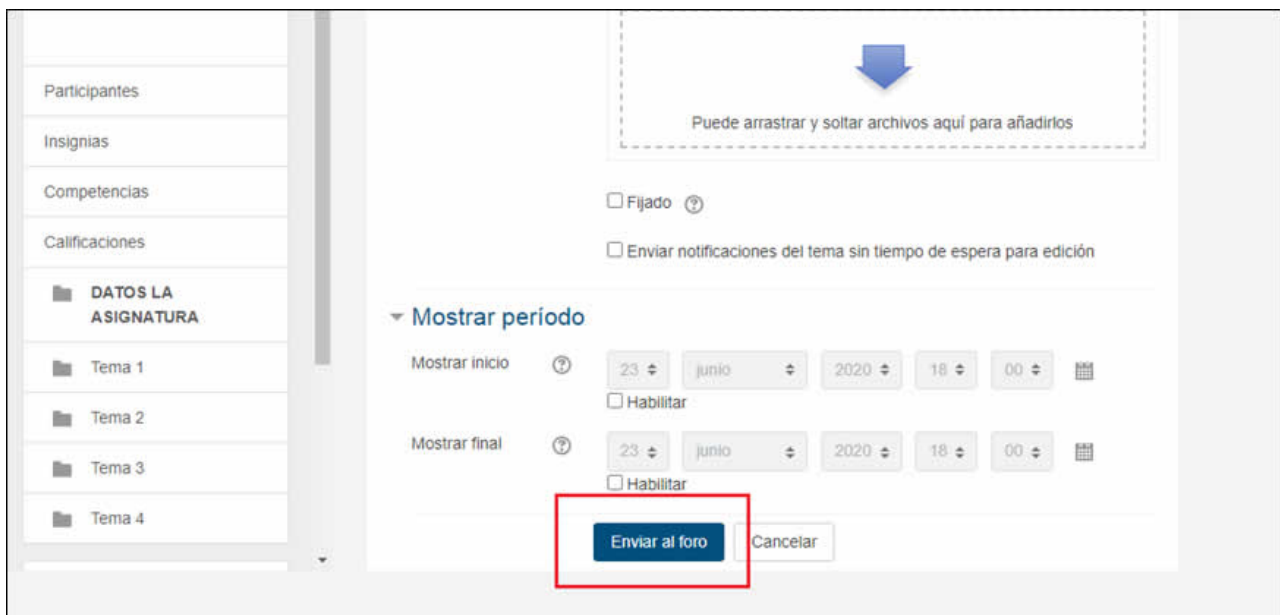 Participantes
Insignias
Competencias
Calificaciones
DATOS LA
ASIGNATURA
Tema 1
Tema 2
Tema 3
Tema 4
Puede arrastrar y soltar archivos aquí para añadirlos
Fijado
Enviar notificaciones del tema sin tiempo de espera para edición
Mostrar período
Mostrar inicio 23 junio 2020 18 00
Habilitar
Mostrar final 23 junio 2020 18 00
Habilitar
Enviar al foro Cancelar